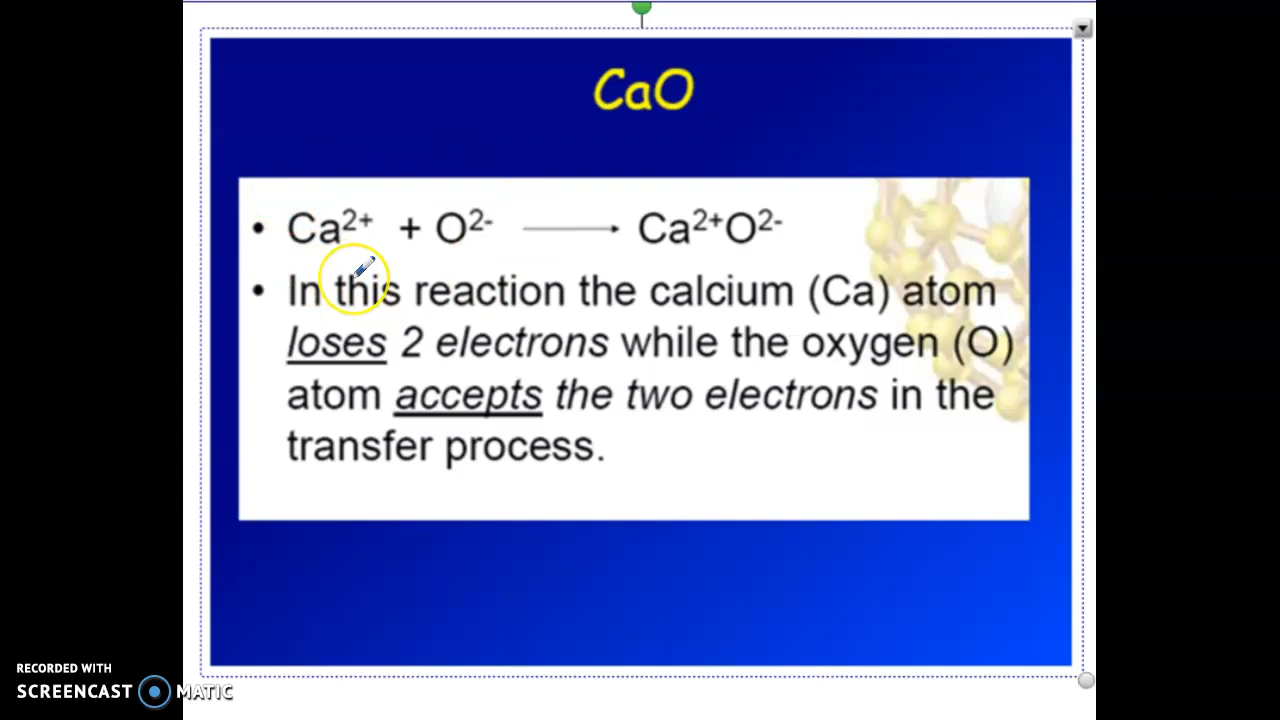 CaO
• Ca²⁺ + O²⁻ ⟶ Ca²⁺O²⁻
• In this reaction the calcium (Ca) atom
loses 2 electrons while the oxygen (O)
atom accepts the two electrons in the
transfer process.
RECORDED WITH
SCREENCAST MATIC